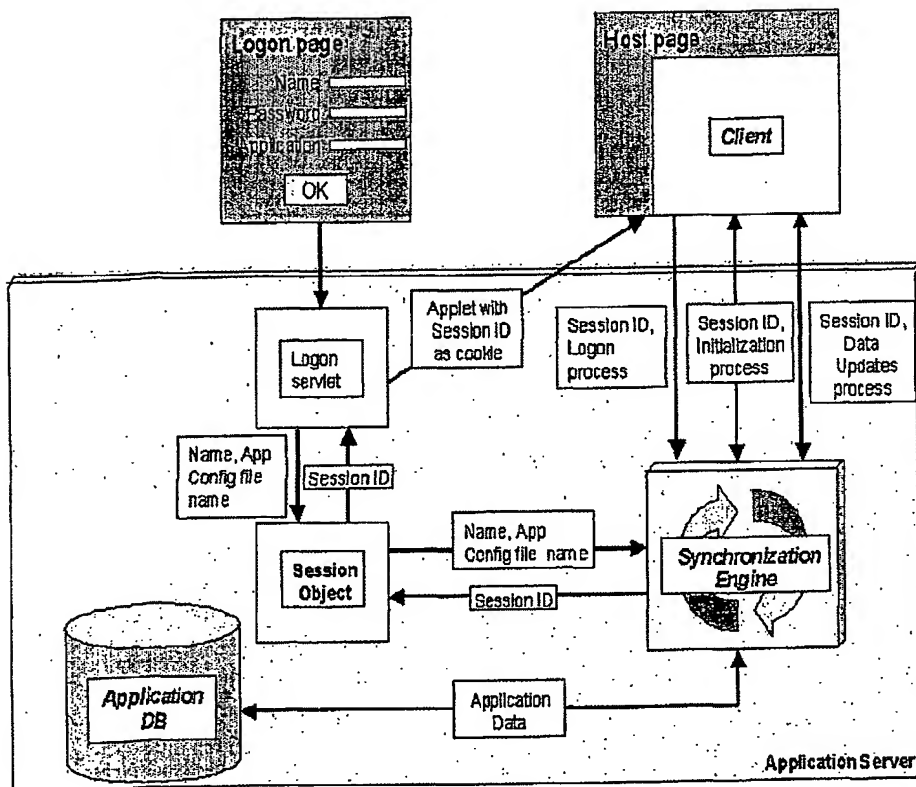 Logon page
Name
Password
Application
OK
Host page
Client
Applet with
Session ID
as cookie
Session ID,
Logon
process
Session ID,
Initialization
process
Session ID,
Data
Updates
process
Logon
servlet
Name, App
Config file
name
Session ID
Session
Object
Name, App
Config file name
Session ID
Synchronization
Engine
Application
DB
Application
Data
Application Server